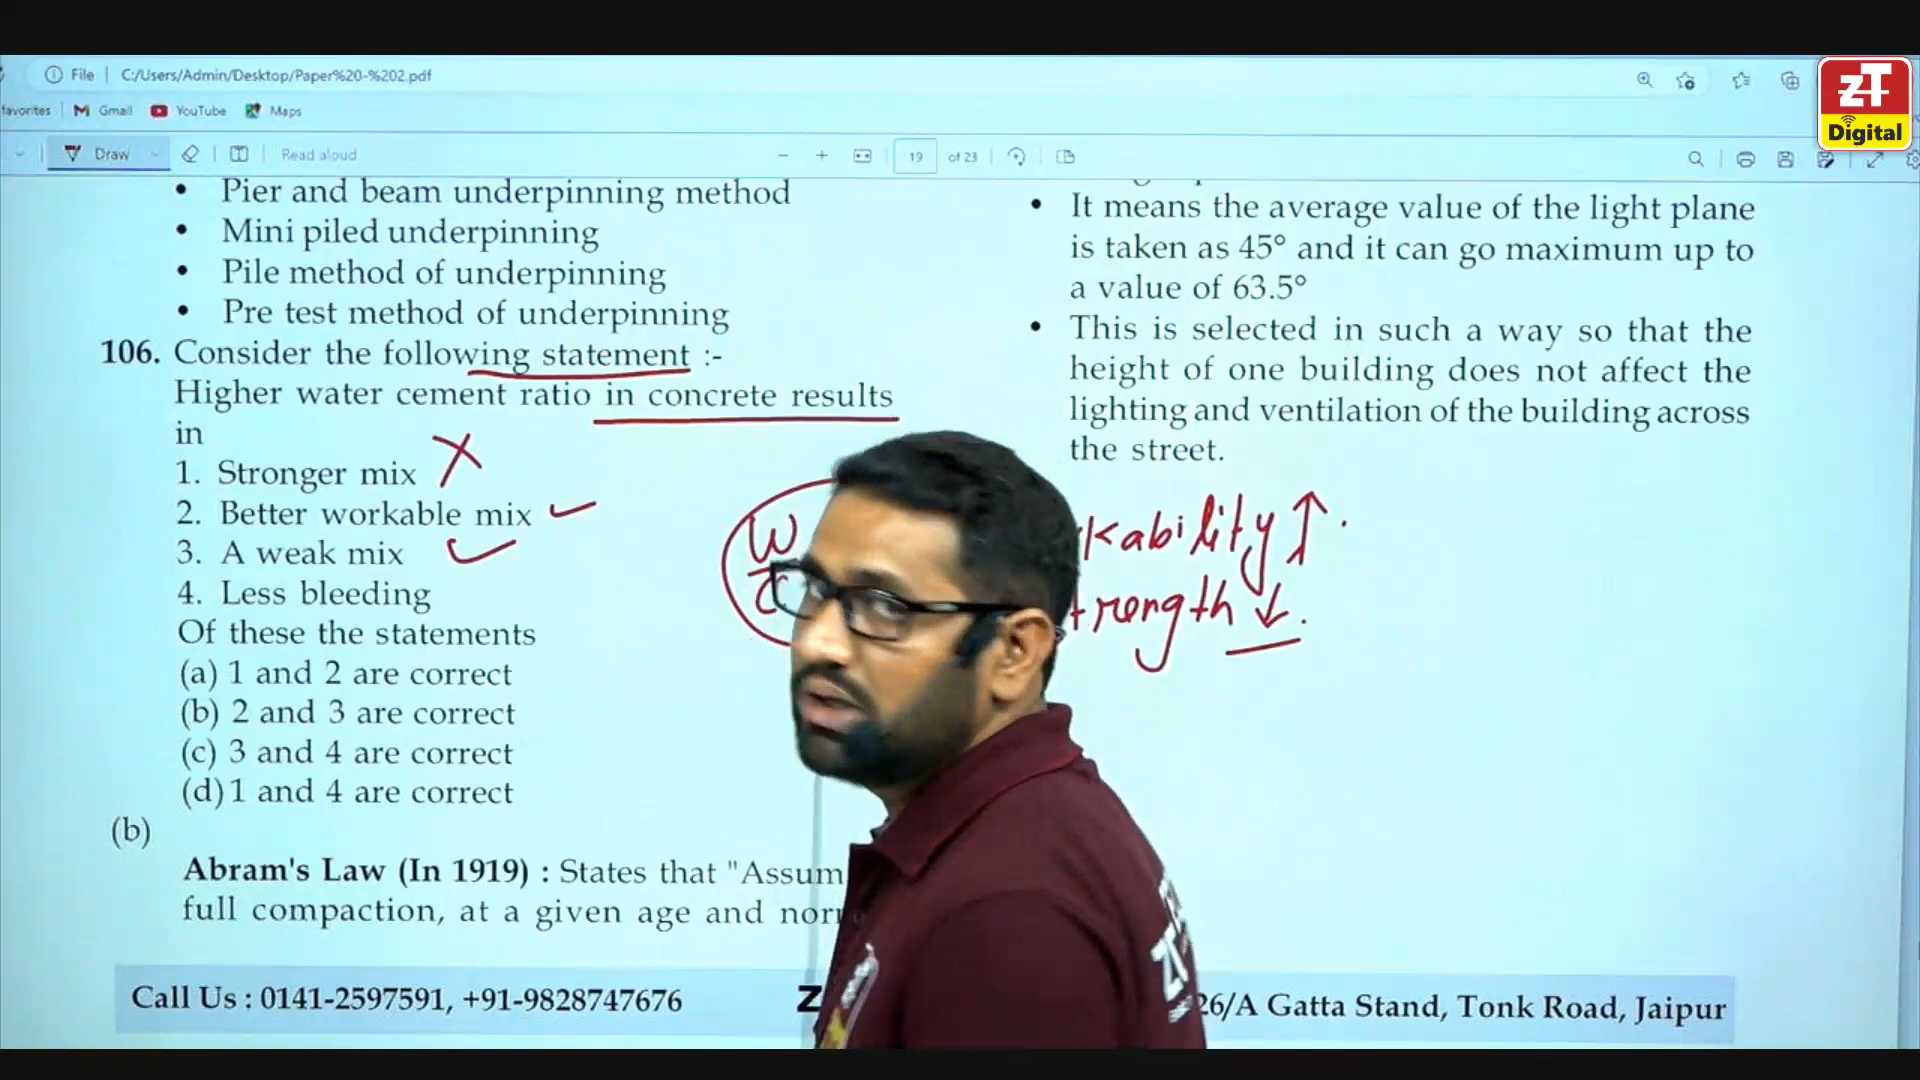 File C:/Users/Admin/Desktop/Paper%20-%202.pdf
favorites Gmail YouTube Maps
ZT
Digital
Draw Read aloud 19 of 23
• Pier and beam underpinning method
• Mini piled underpinning
• Pile method of underpinning
• Pre test method of underpinning
106. Consider the following statement :-
Higher water cement ratio in concrete results
in
1. Stronger mix
2. Better workable mix
3. A weak mix
4. Less bleeding
Of these the statements
(a) 1 and 2 are correct
(b) 2 and 3 are correct
(c) 3 and 4 are correct
(d) 1 and 4 are correct
(b)
Abram's Law (In 1919) : States that "Assum
full compaction, at a given age and nor
• It means the average value of the light plane
is taken as 45° and it can go maximum up to
a value of 63.5°
• This is selected in such a way so that the
height of one building does not affect the
lighting and ventilation of the building across
the street.
W
C
kability ↑.
trength ↓.
Call Us : 0141-2597591, +91-9828747676 Z 26/A Gatta Stand, Tonk Road, Jaipur